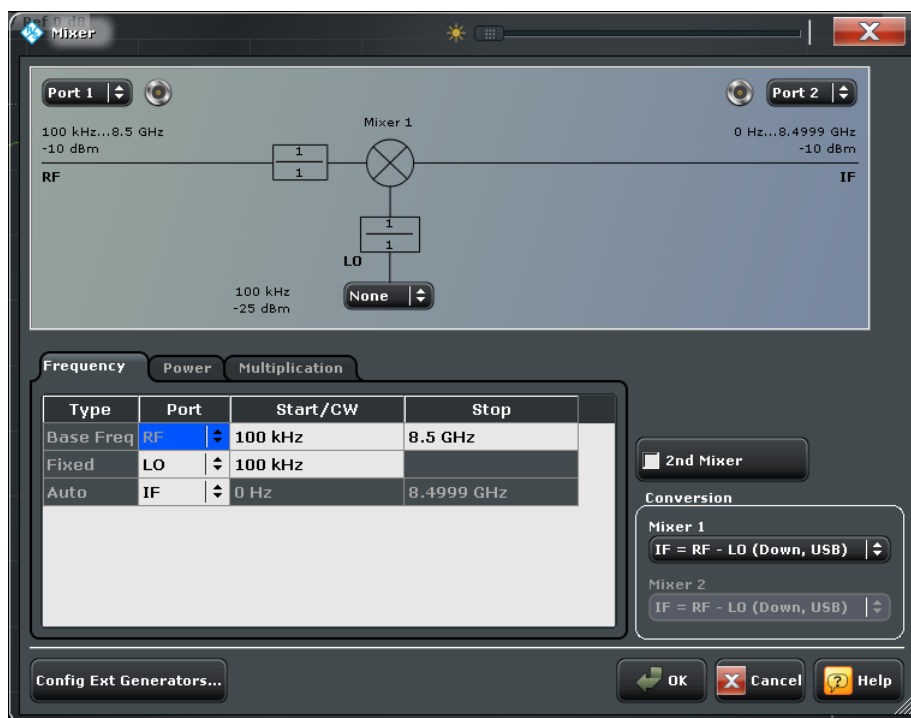 Ref 0 dB
Mixer
Port 1
Port 2
100 kHz...8.5 GHz
-10 dBm
Mixer 1
0 Hz...8.4999 GHz
-10 dBm
1
1
RF
IF
1
1
LO
100 kHz
-25 dBm
None
Frequency Power Multiplication
Type Port Start/CW Stop
Base Freq RF 100 kHz 8.5 GHz
Fixed LO 100 kHz
Auto IF 0 Hz 8.4999 GHz
2nd Mixer
Conversion
Mixer 1
IF = RF - LO (Down, USB)
Mixer 2
IF = RF - LO (Down, USB)
Config Ext Generators...
OK
Cancel
Help